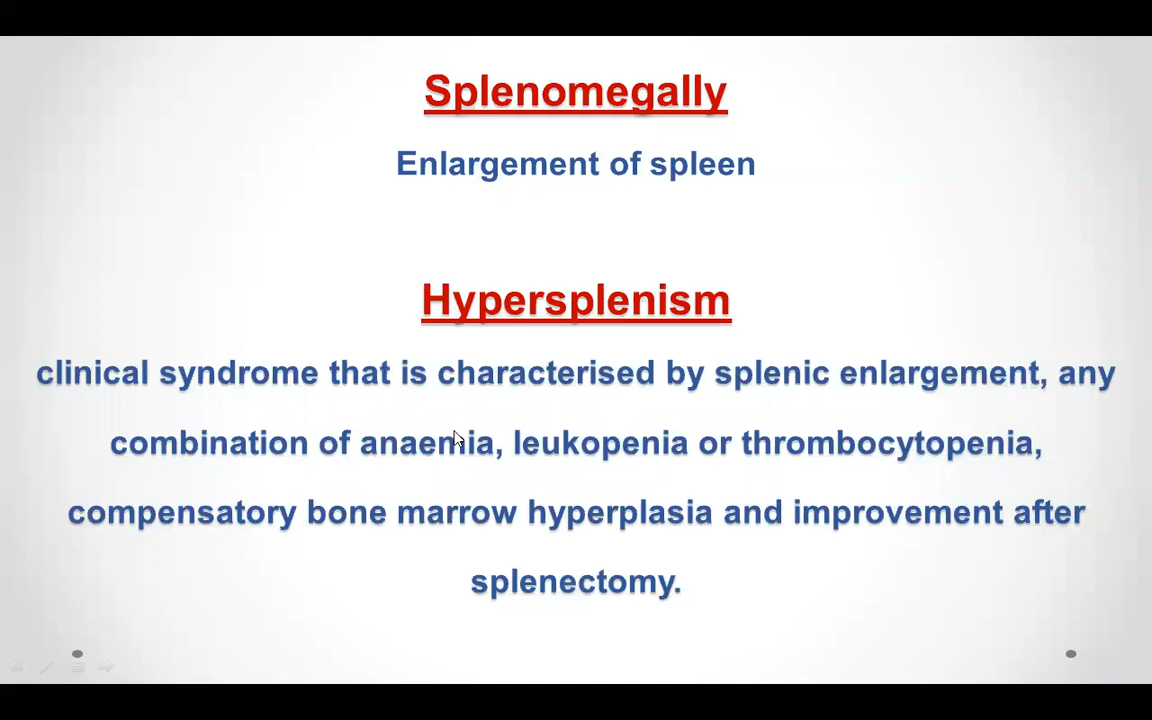 Splenomegally
Enlargement of spleen
Hypersplenism
clinical syndrome that is characterised by splenic enlargement, any
combination of anaemia, leukopenia or thrombocytopenia,
compensatory bone marrow hyperplasia and improvement after
splenectomy.